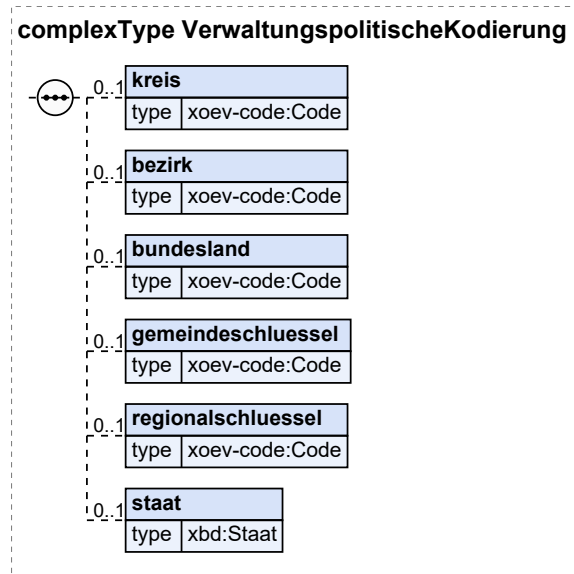 complexType VerwaltungspolitischeKodierung
0..1 kreis
type xoev-code:Code
0..1 bezirk
type xoev-code:Code
0..1 bundesland
type xoev-code:Code
0..1 gemeindeschluessel
type xoev-code:Code
0..1 regionalschluessel
type xoev-code:Code
0..1 staat
type xbd:Staat